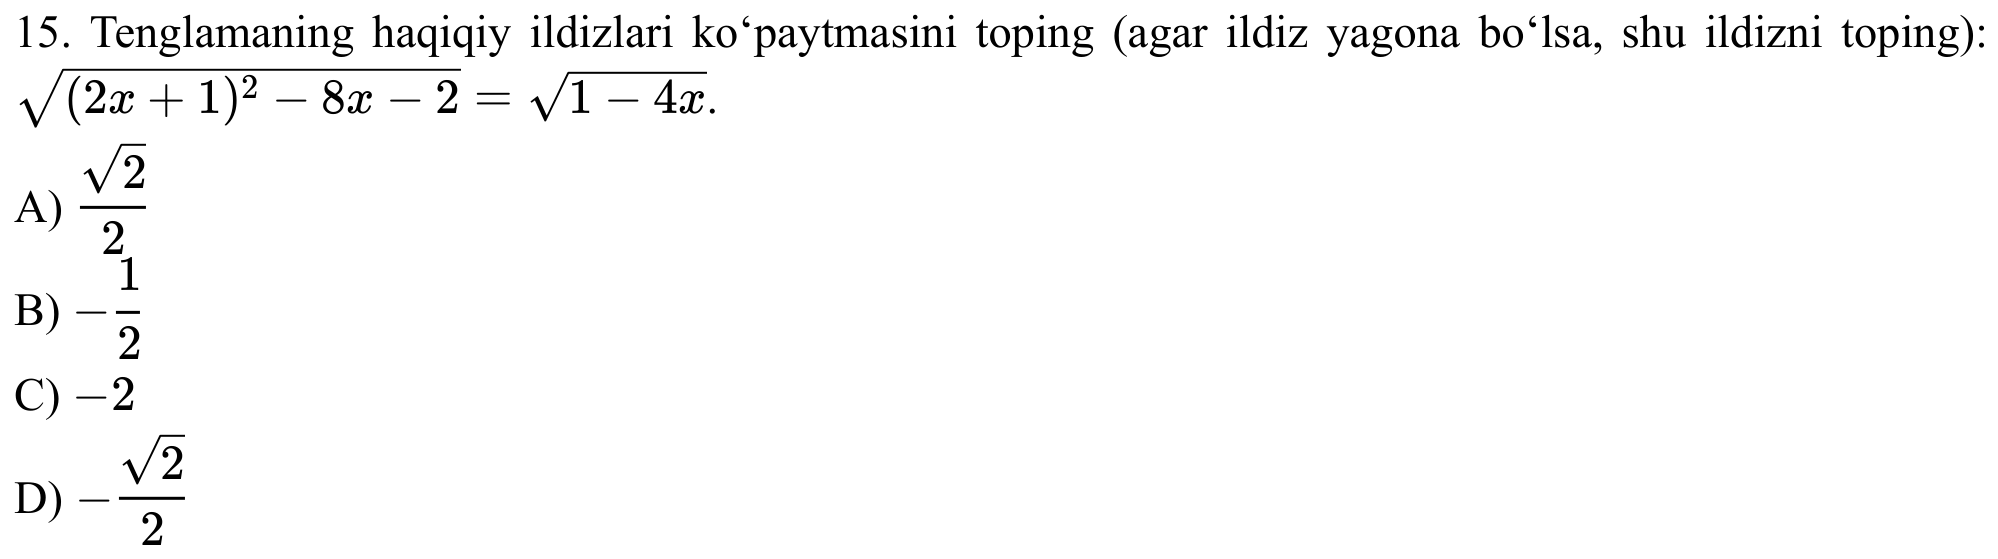 15. Tenglamaning haqiqiy ildizlari ko‘paytmasini toping (agar ildiz yagona bo‘lsa, shu ildizni toping):
√((2x + 1)² − 8x − 2) = √(1 − 4x).
A) √2/2
B) −1/2
C) −2
D) −√2/2